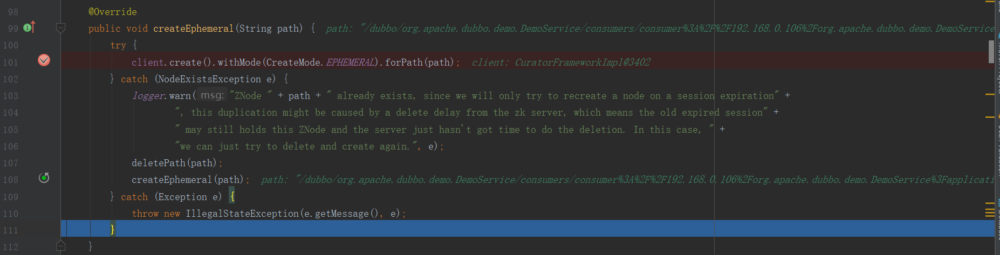 98 @Override
99 public void createEphemeral(String path) { path: "/dubbo/org.apache.dubbo.demo.DemoService/consumers/consumer%3A%2F%2F192.168.0.106%2Forg.apache.dubbo.demo.DemoService
100 try {
101 client.create().withMode(CreateMode.EPHEMERAL).forPath(path); client: CuratorFrameworkImpl@3402
102 } catch (NodeExistsException e) {
103 logger.warn( msg: "ZNode " + path + " already exists, since we will only try to recreate a node on a session expiration" +
104 ", this duplication might be caused by a delete delay from the zk server, which means the old expired session" +
105 " may still holds this ZNode and the server just hasn't got time to do the deletion. In this case, " +
106 "we can just try to delete and create again.", e);
107 deletePath(path);
108 createEphemeral(path); path: "/dubbo/org.apache.dubbo.demo.DemoService/consumers/consumer%3A%2F%2F192.168.0.106%2Forg.apache.dubbo.demo.DemoService%3Fapplicati
109 } catch (Exception e) {
110 throw new IllegalStateException(e.getMessage(), e);
111 }
112 }